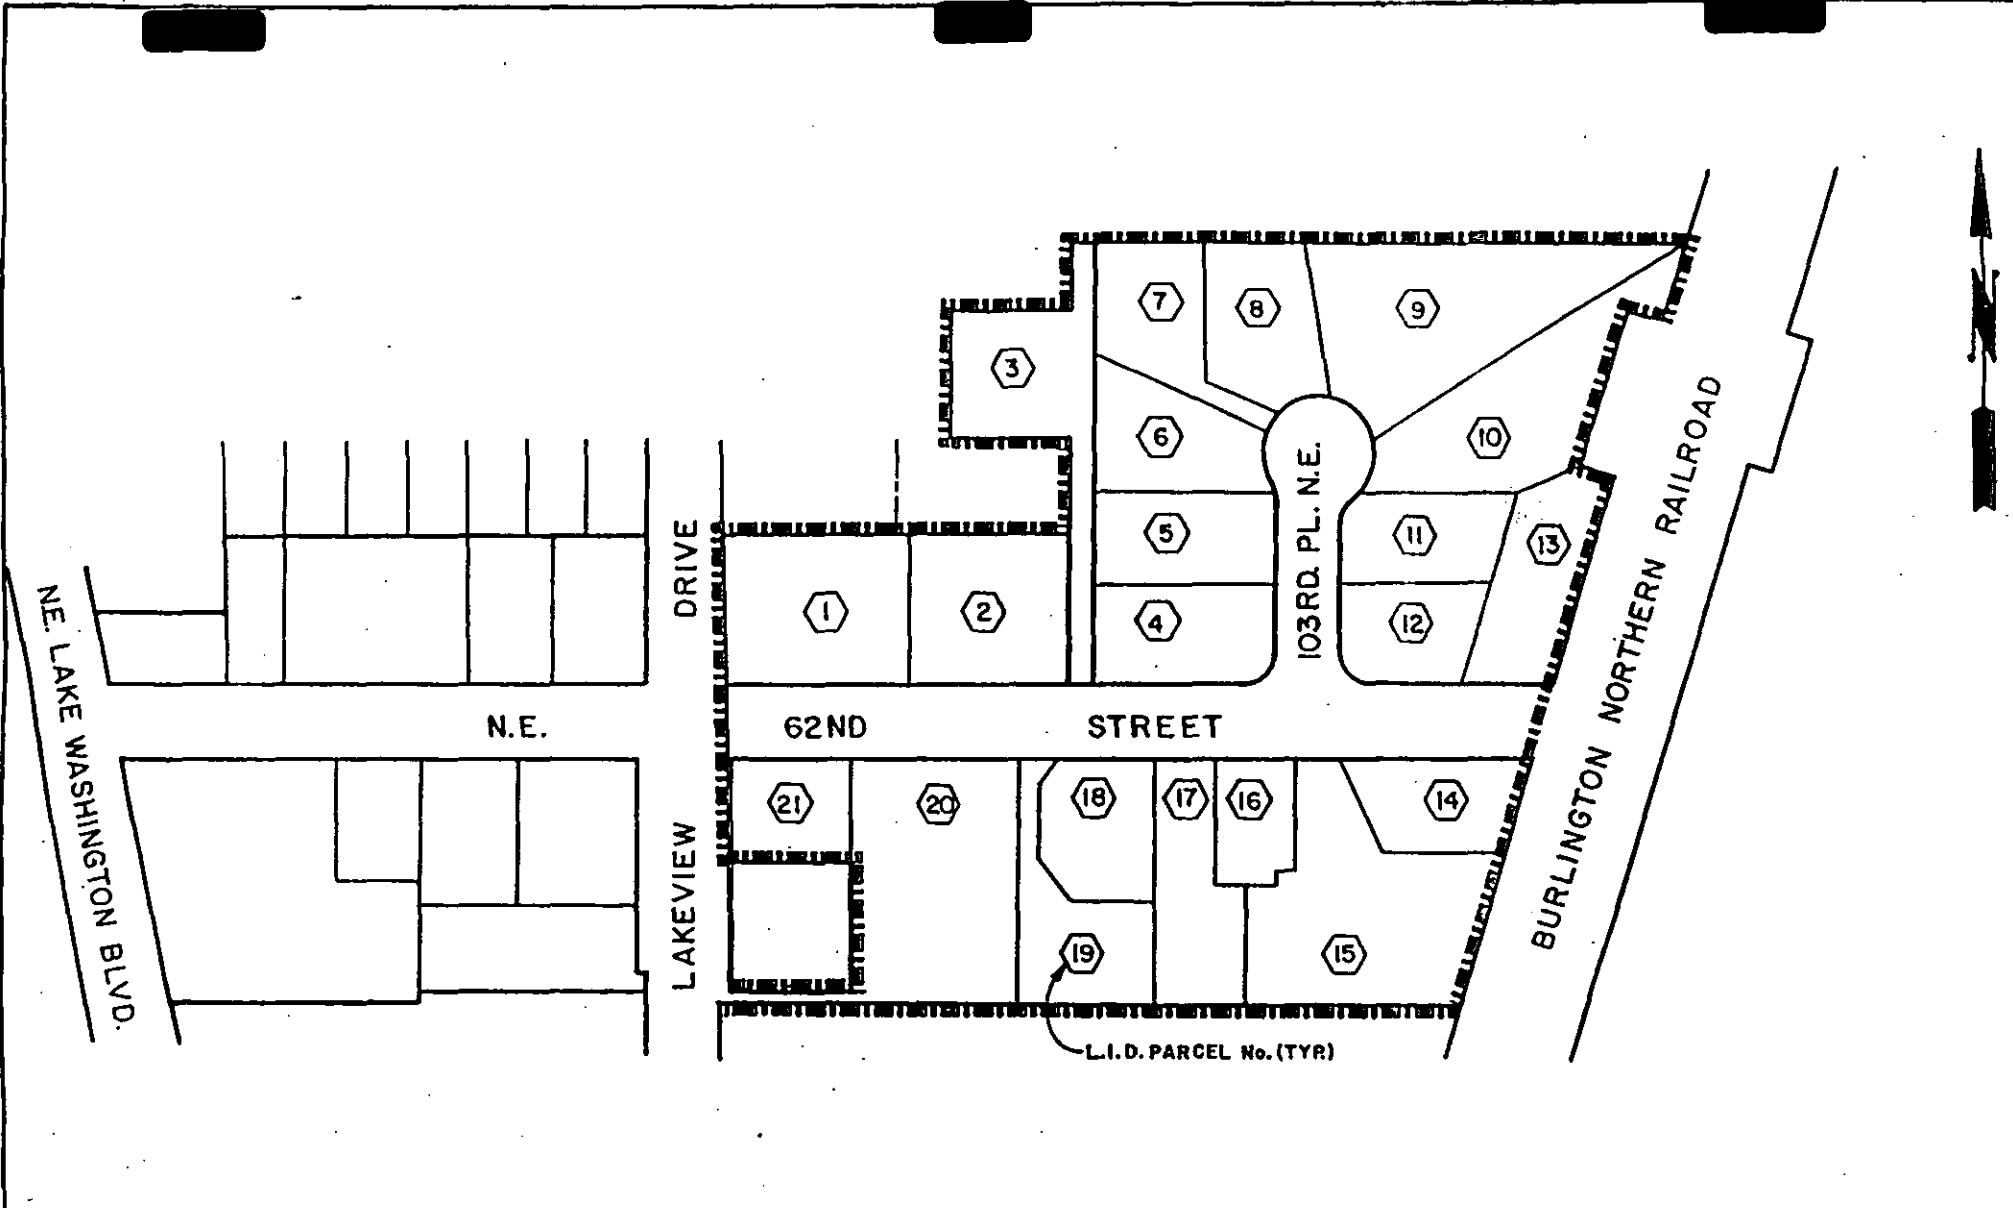 N
7
8
9
3
6
10
5
11
13
1
2
4
12
DRIVE
103RD. PL. N.E.
BURLINGTON NORTHERN RAILROAD
NE. LAKE WASHINGTON BLVD.
N.E. 62ND STREET
21
20
18
17
16
14
LAKEVIEW
19
15
L.I.D. PARCEL No. (TYP.)